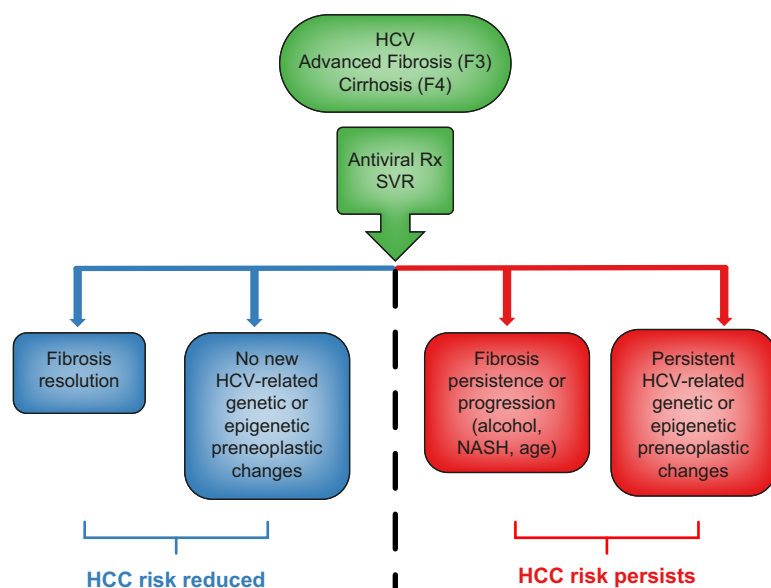 HCV
Advanced Fibrosis (F3)
Cirrhosis (F4)
Antiviral Rx
SVR
Fibrosis
resolution
No new
HCV-related
genetic or
epigenetic
preneoplastic
changes
Fibrosis
persistence or
progression
(alcohol,
NASH, age)
Persistent
HCV-related
genetic or
epigenetic
preneoplastic
changes
HCC risk reduced
HCC risk persists